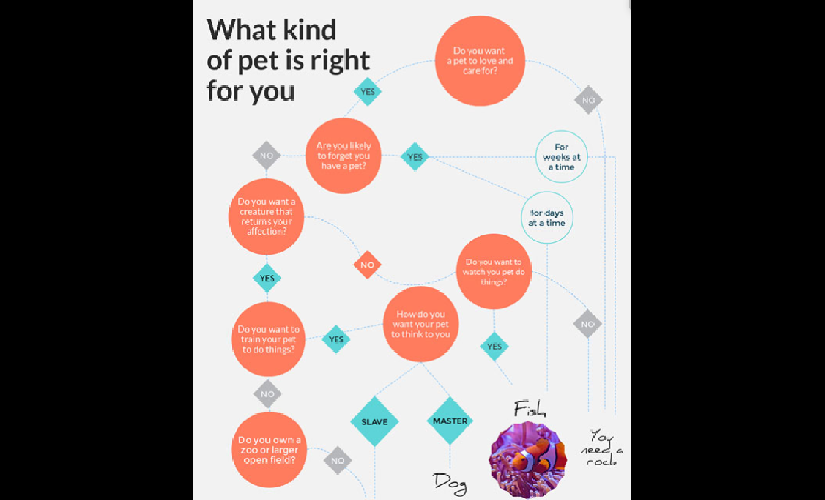 What kind
of pet is right
for you
Do you want
a pet to love and
care for?
YES
NO
Are you likely
to forget you
have a pet?
NO
YES
For
weeks at
a time
for days
at a time
Do you want a
creature that
returns your
affection?
NO
YES
Do you want to
watch you pet do
things?
NO
YES
Do you want to
train your pet
to do things?
YES
How do you
want your pet
to think to you
NO
SLAVE
MASTER
Do you own a
zoo or larger
open field?
NO
Dog
Fish
You
need a
rock